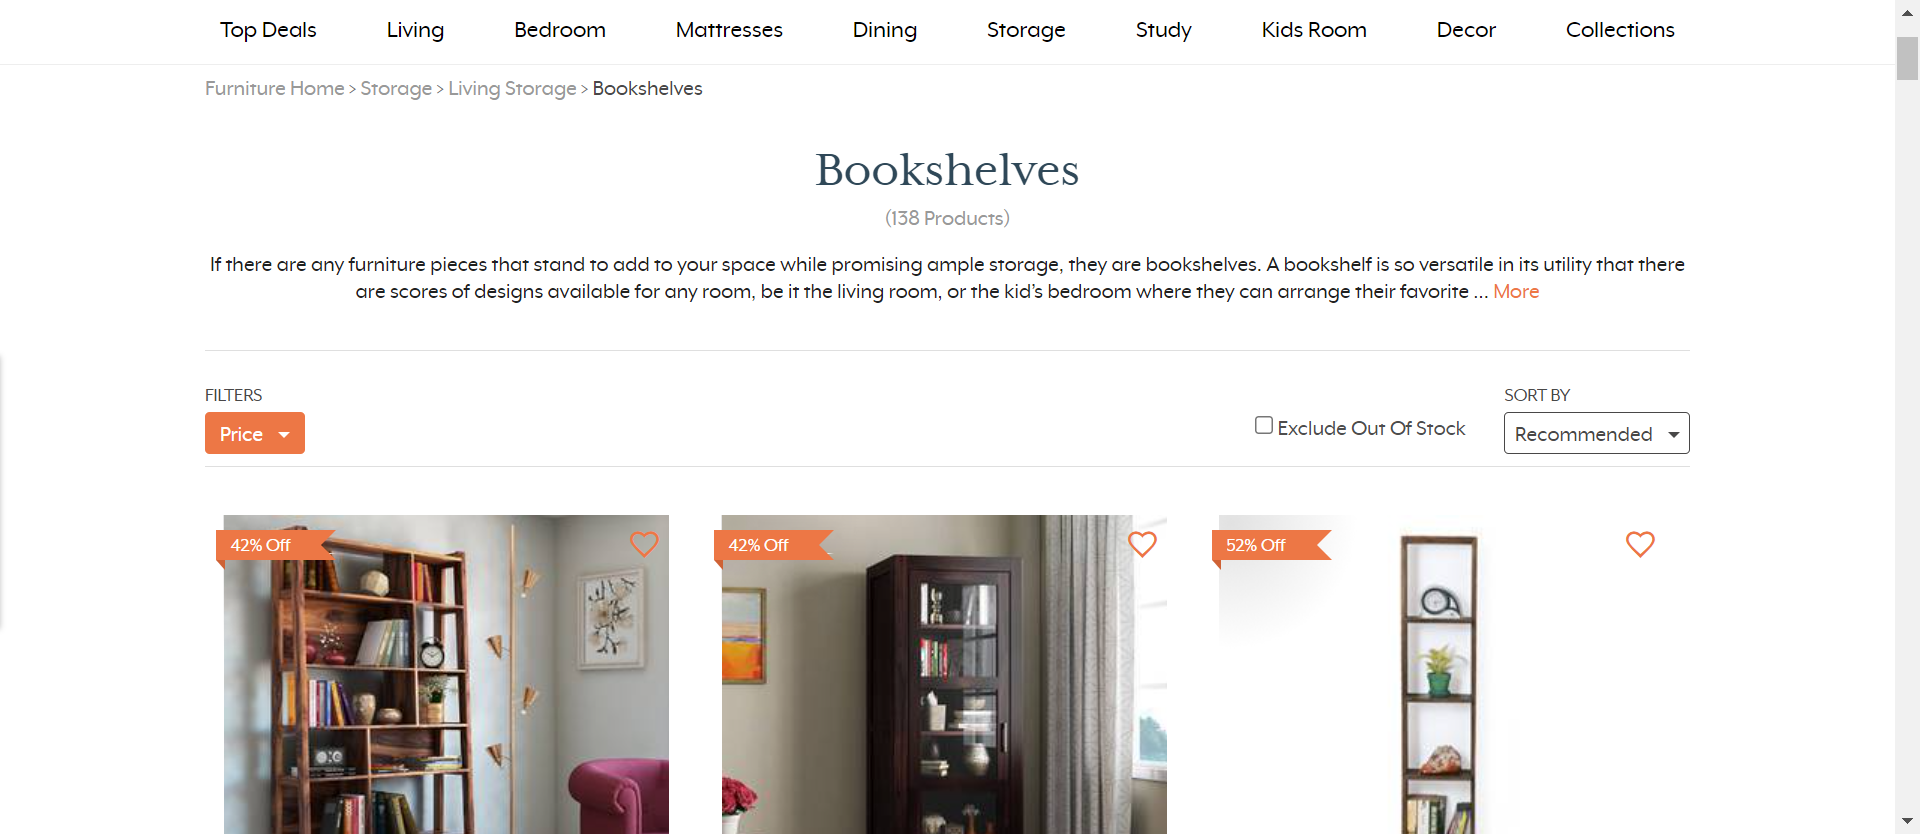 Top Deals Living Bedroom Mattresses Dining Storage Study Kids Room Decor Collections
Furniture Home > Storage > Living Storage > Bookshelves
Bookshelves
(138 Products)
If there are any furniture pieces that stand to add to your space while promising ample storage, they are bookshelves. A bookshelf is so versatile in its utility that there
are scores of designs available for any room, be it the living room, or the kid’s bedroom where they can arrange their favorite ... More
FILTERS
Price
Exclude Out Of Stock
SORT BY
Recommended
42% Off
42% Off
52% Off